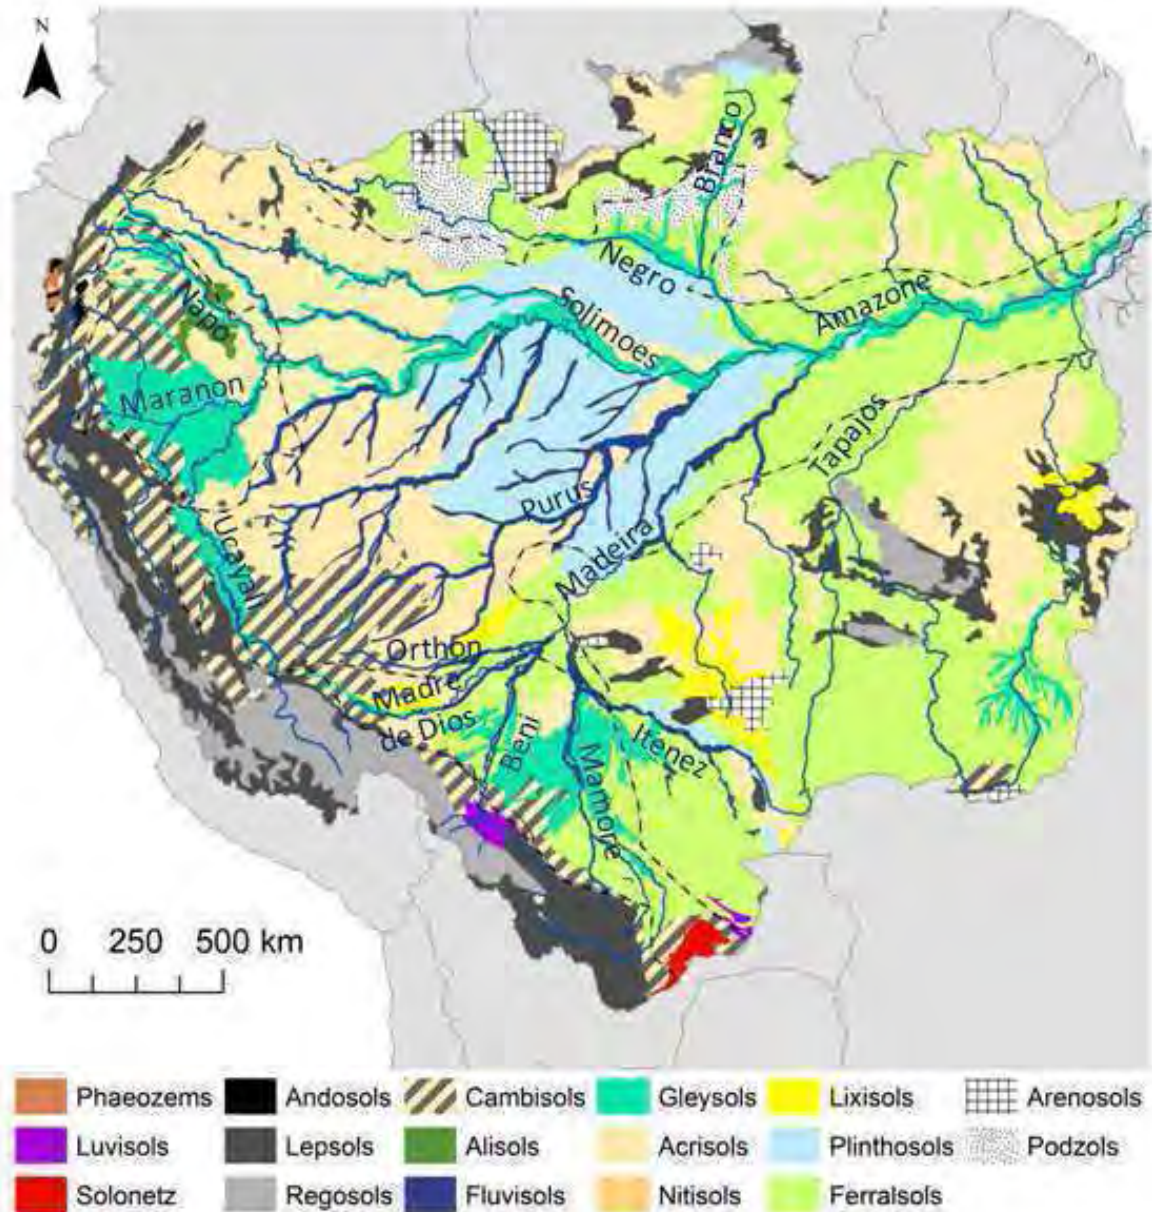 N
Branco
Negro
Solimoes
Amazone
Napo
Maranon
Tapajos
Purus
Ucayali
Madeira
Orthon
Madre
de Dios
Beni
Mamore
Itenez
0 250 500 km
Phaeozems Andosols Cambisols Gleysols Lixisols Arenosols
Luvisols Lepsols Alisols Acrisols Plinthosols Podzols
Solonetz Regosols Fluvisols Nitisols Ferralsols